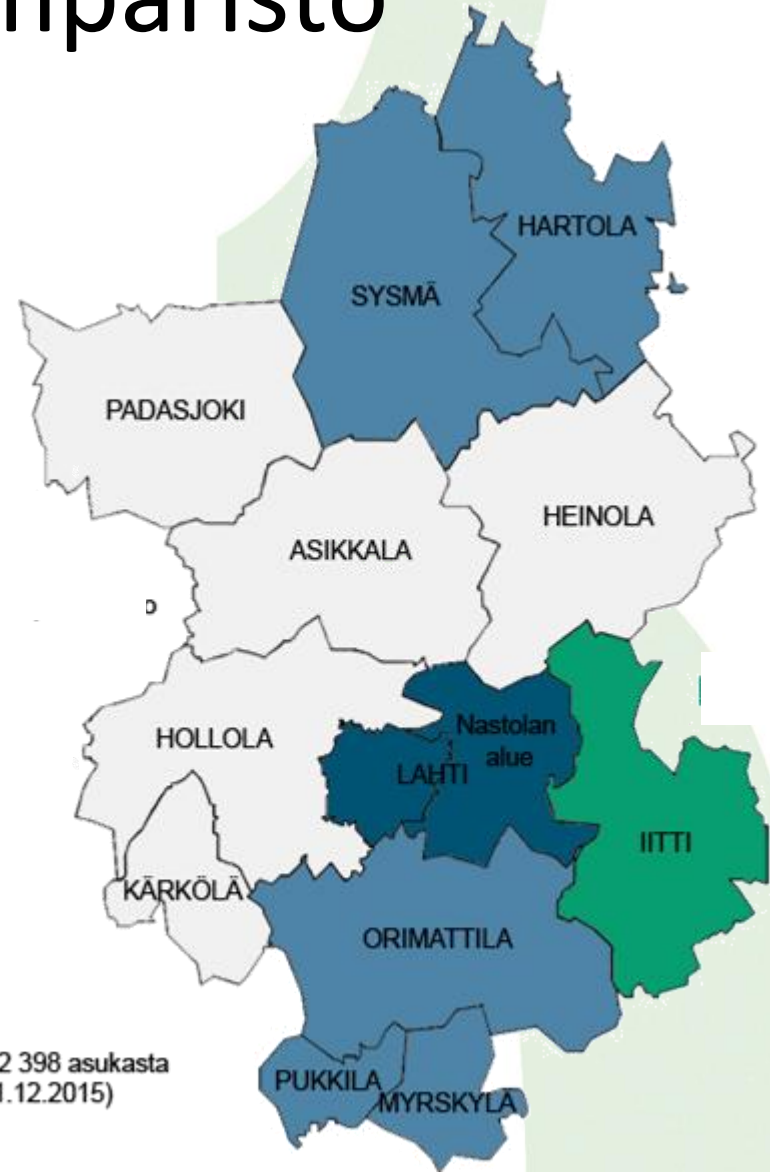 nparistö
HARTOLA
SYSMÄ
PADASJOKI
HEINOLA
ASIKKALA
o
HOLLOLA
Nastolan
alue
LAHTI
IITTI
KÄRKÖLÄ
ORIMATTILA
2 398 asukasta
1.12.2015)
PUKKILA
MYRSKYLÄ